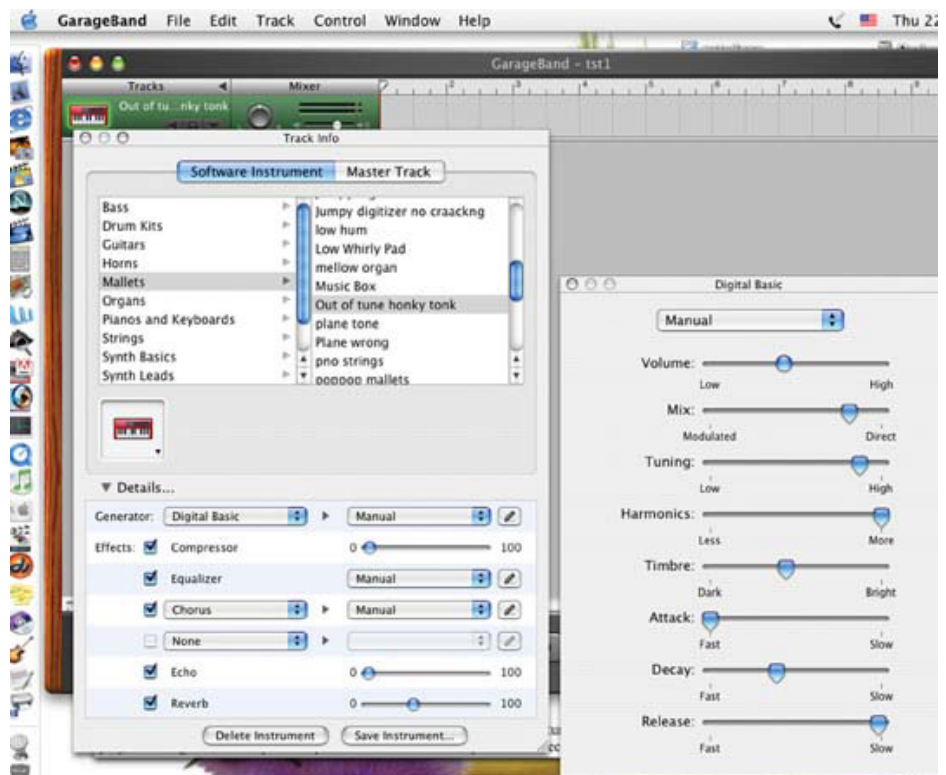 GarageBand File Edit Track Control Window Help Thu 22
GarageBand - tst1
Tracks Mixer
Out of tu...nky tonk
Track Info
Software Instrument Master Track
Bass
Drum Kits
Guitars
Horns
Mallets
Organs
Pianos and Keyboards
Strings
Synth Basics
Synth Leads
Jumpy digitizer no craackng
low hum
Low Whirly Pad
mellow organ
Music Box
Out of tune honky tonk
plane tone
Plane wrong
pno strings
poppop mallets
Details...
Generator: Digital Basic Manual
Effects: Compressor 0 100
Equalizer Manual
Chorus Manual
None
Echo 0 100
Reverb 0 100
Delete Instrument Save Instrument...
Digital Basic
Manual
Volume:
Low High
Mix:
Modulated Direct
Tuning:
Low High
Harmonics:
Less More
Timbre:
Dark Bright
Attack:
Fast Slow
Decay:
Fast Slow
Release:
Fast Slow